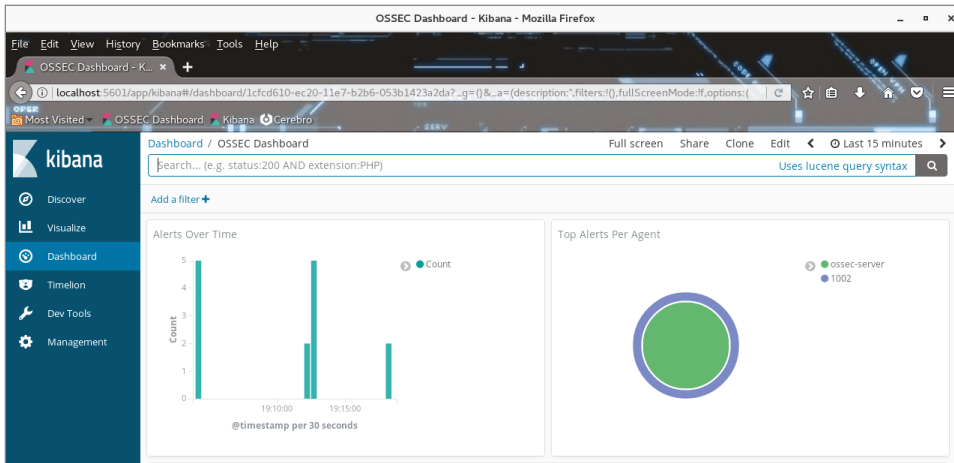 OSSEC Dashboard - Kibana - Mozilla Firefox
File Edit View History Bookmarks Tools Help
OSSEC Dashboard - K...
localhost:5601/app/kibana#/dashboard/1cfcd610-ec20-11e7-b2b6-053b1423a2da?_g=()&_a=(description:'',filters:!(),fullScreenMode:!f,options:(
Most Visited OSSEC Dashboard Kibana Cerebro
kibana
Dashboard / OSSEC Dashboard Full screen Share Clone Edit Last 15 minutes
Search... (e.g. status:200 AND extension:PHP) Uses lucene query syntax
Discover
Visualize
Dashboard
Timelion
Dev Tools
Management
Add a filter +
Alerts Over Time
5
4
3
2
1
0
Count
19:10:00 19:15:00
@timestamp per 30 seconds
Count
Top Alerts Per Agent
ossec-server
1002